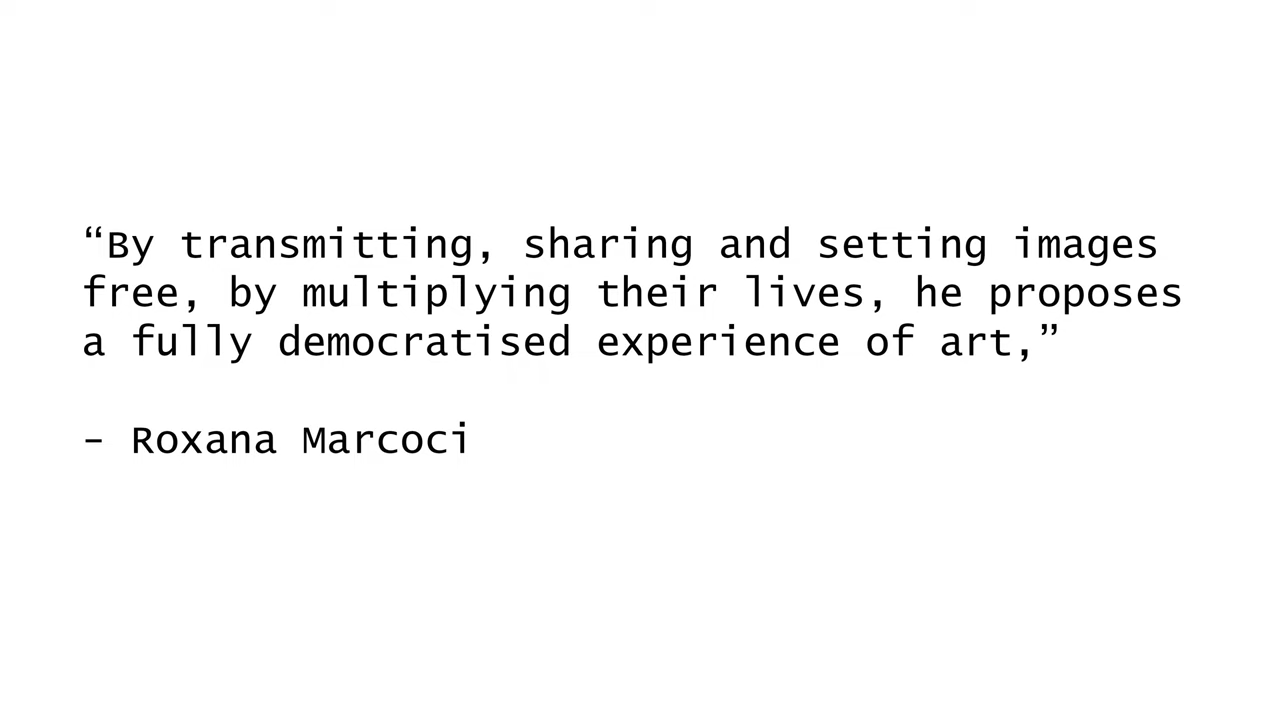 “By transmitting, sharing and setting images
free, by multiplying their lives, he proposes
a fully democratised experience of art,”
– Roxana Marcoci